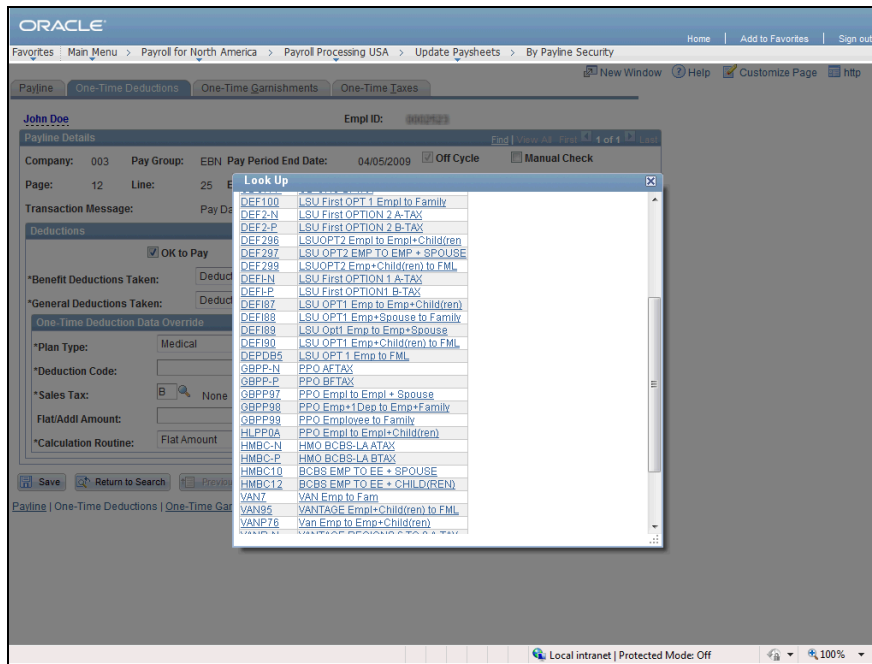 ORACLE
Home | Add to Favorites | Sign out
Favorites Main Menu > Payroll for North America > Payroll Processing USA > Update Paysheets > By Payline Security
New Window Help Customize Page http
Payline One-Time Deductions One-Time Garnishments One-Time Taxes
John Doe Empl ID: 0002523
Payline Details Find | View All First 1 of 1 Last
Company: 003 Pay Group: EBN Pay Period End Date: 04/05/2009 Off Cycle Manual Check
Page: 12 Line: 25 E
Transaction Message: Pay Da
Look Up
Deductions
OK to Pay
*Benefit Deductions Taken: Deduct
*General Deductions Taken: Deduct
One-Time Deduction Data Override
*Plan Type: Medical
*Deduction Code:
*Sales Tax: B None
Flat/Addl Amount:
*Calculation Routine: Flat Amount
DEF100 LSU First OPT 1 Empl to Family
DEF2-N LSU First OPTION 2 A-TAX
DEF2-P LSU First OPTION 2 B-TAX
DEF296 LSUOPT2 Empl to Empl+Child(ren
DEF297 LSU OPT2 EMP TO EMP + SPOUSE
DEF299 LSUOPT2 Emp+Child(ren) to FML
DEFI-N LSU First OPTION 1 A-TAX
DEFI-P LSU First OPTION1 B-TAX
DEFI87 LSU OPT1 Emp to Emp+Child(ren)
DEFI88 LSU OPT1 Emp+Spouse to Family
DEFI89 LSU Opt1 Emp to Emp+Spouse
DEFI90 LSU OPT1 Emp+Child(ren) to FML
DEPDB5 LSU OPT 1 Emp to FML
GBPP-N PPO AFTAX
GBPP-P PPO BFTAX
GBPP97 PPO Empl to Empl + Spouse
GBPP98 PPO Emp+1Dep to Emp+Family
GBPP99 PPO Employee to Family
HLPP0A PPO Empl to Empl+Child(ren)
HMBC-N HMO BCBS-LA ATAX
HMBC-P HMO BCBS-LA BTAX
HMBC10 BCBS EMP TO EE + SPOUSE
HMBC12 BCBS EMP TO EE + CHILD(REN)
VAN7 VAN Emp to Fam
VAN95 VANTAGE Empl+Child(ren) to FML
VANP76 Van Emp to Emp+Child(ren)
Save Return to Search Previou
Payline | One-Time Deductions | One-Time Gar
Local intranet | Protected Mode: Off 100%